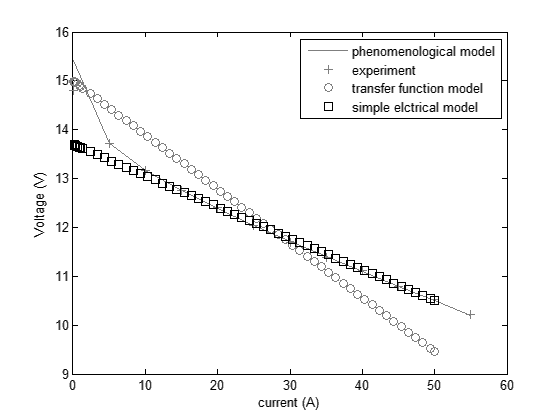 16
15
14
13
12
11
10
9
Voltage (V)
phenomenological model
experiment
transfer function model
simple elctrical model
0
10
20
30
40
50
60
current (A)